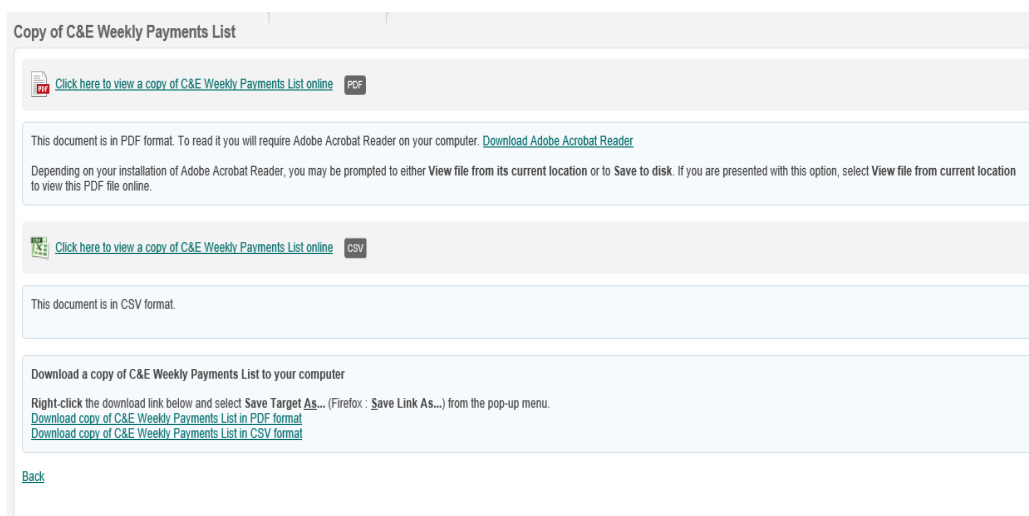 Copy of C&E Weekly Payments List
PDF
Click here to view a copy of C&E Weekly Payments List online
PDF
This document is in PDF format. To read it you will require Adobe Acrobat Reader on your computer. Download Adobe Acrobat Reader
Depending on your installation of Adobe Acrobat Reader, you may be prompted to either View file from its current location or to Save to disk. If you are presented with this option, select View file from current location
to view this PDF file online.
CSV
Click here to view a copy of C&E Weekly Payments List online
CSV
This document is in CSV format.
Download a copy of C&E Weekly Payments List to your computer
Right-click the download link below and select Save Target As... (Firefox : Save Link As...) from the pop-up menu.
Download copy of C&E Weekly Payments List in PDF format
Download copy of C&E Weekly Payments List in CSV format
Back